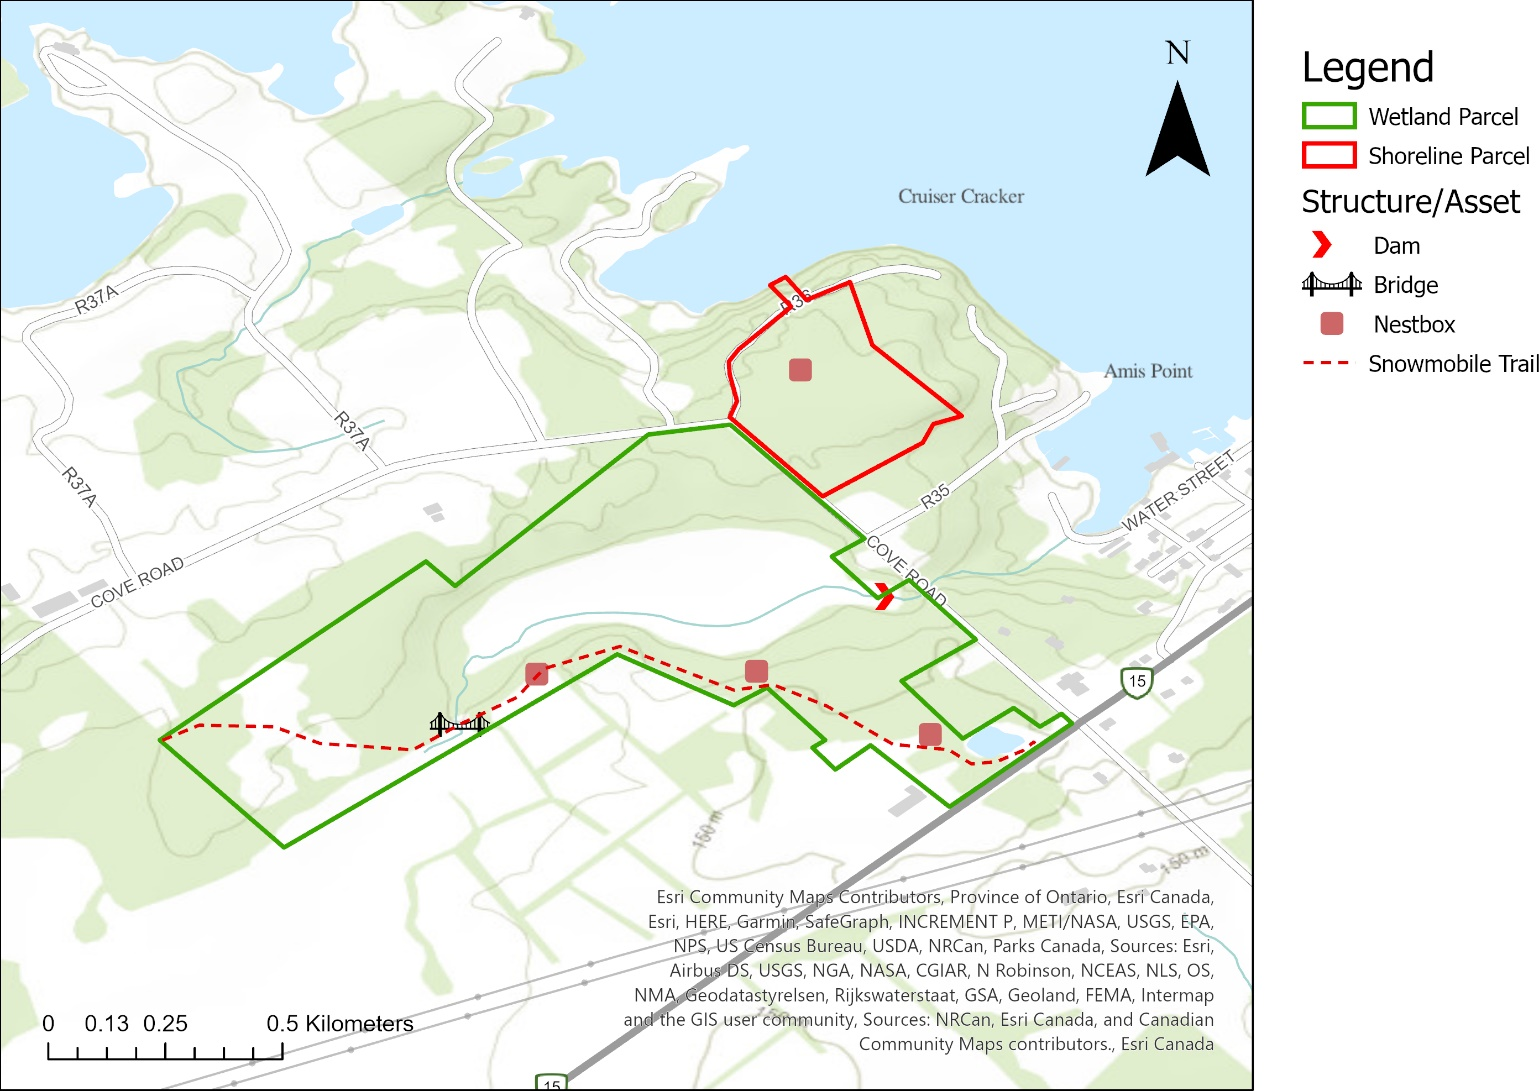 N
Cruiser Cracker
R36
R37A
Amis Point
R37A
R37A
R35
WATER STREET
COVE ROAD
COVE ROAD
15
150 m
150 m
150 m
15
0 0.13 0.25 0.5 Kilometers
Esri Community Maps Contributors, Province of Ontario, Esri Canada,
Esri, HERE, Garmin, SafeGraph, INCREMENT P, METI/NASA, USGS, EPA,
NPS, US Census Bureau, USDA, NRCan, Parks Canada, Sources: Esri,
Airbus DS, USGS, NGA, NASA, CGIAR, N Robinson, NCEAS, NLS, OS,
NMA, Geodatastyrelsen, Rijkswaterstaat, GSA, Geoland, FEMA, Intermap
and the GIS user community, Sources: NRCan, Esri Canada, and Canadian
Community Maps contributors., Esri Canada
Legend
Wetland Parcel
Shoreline Parcel
Structure/Asset
Dam
Bridge
Nestbox
Snowmobile Trail